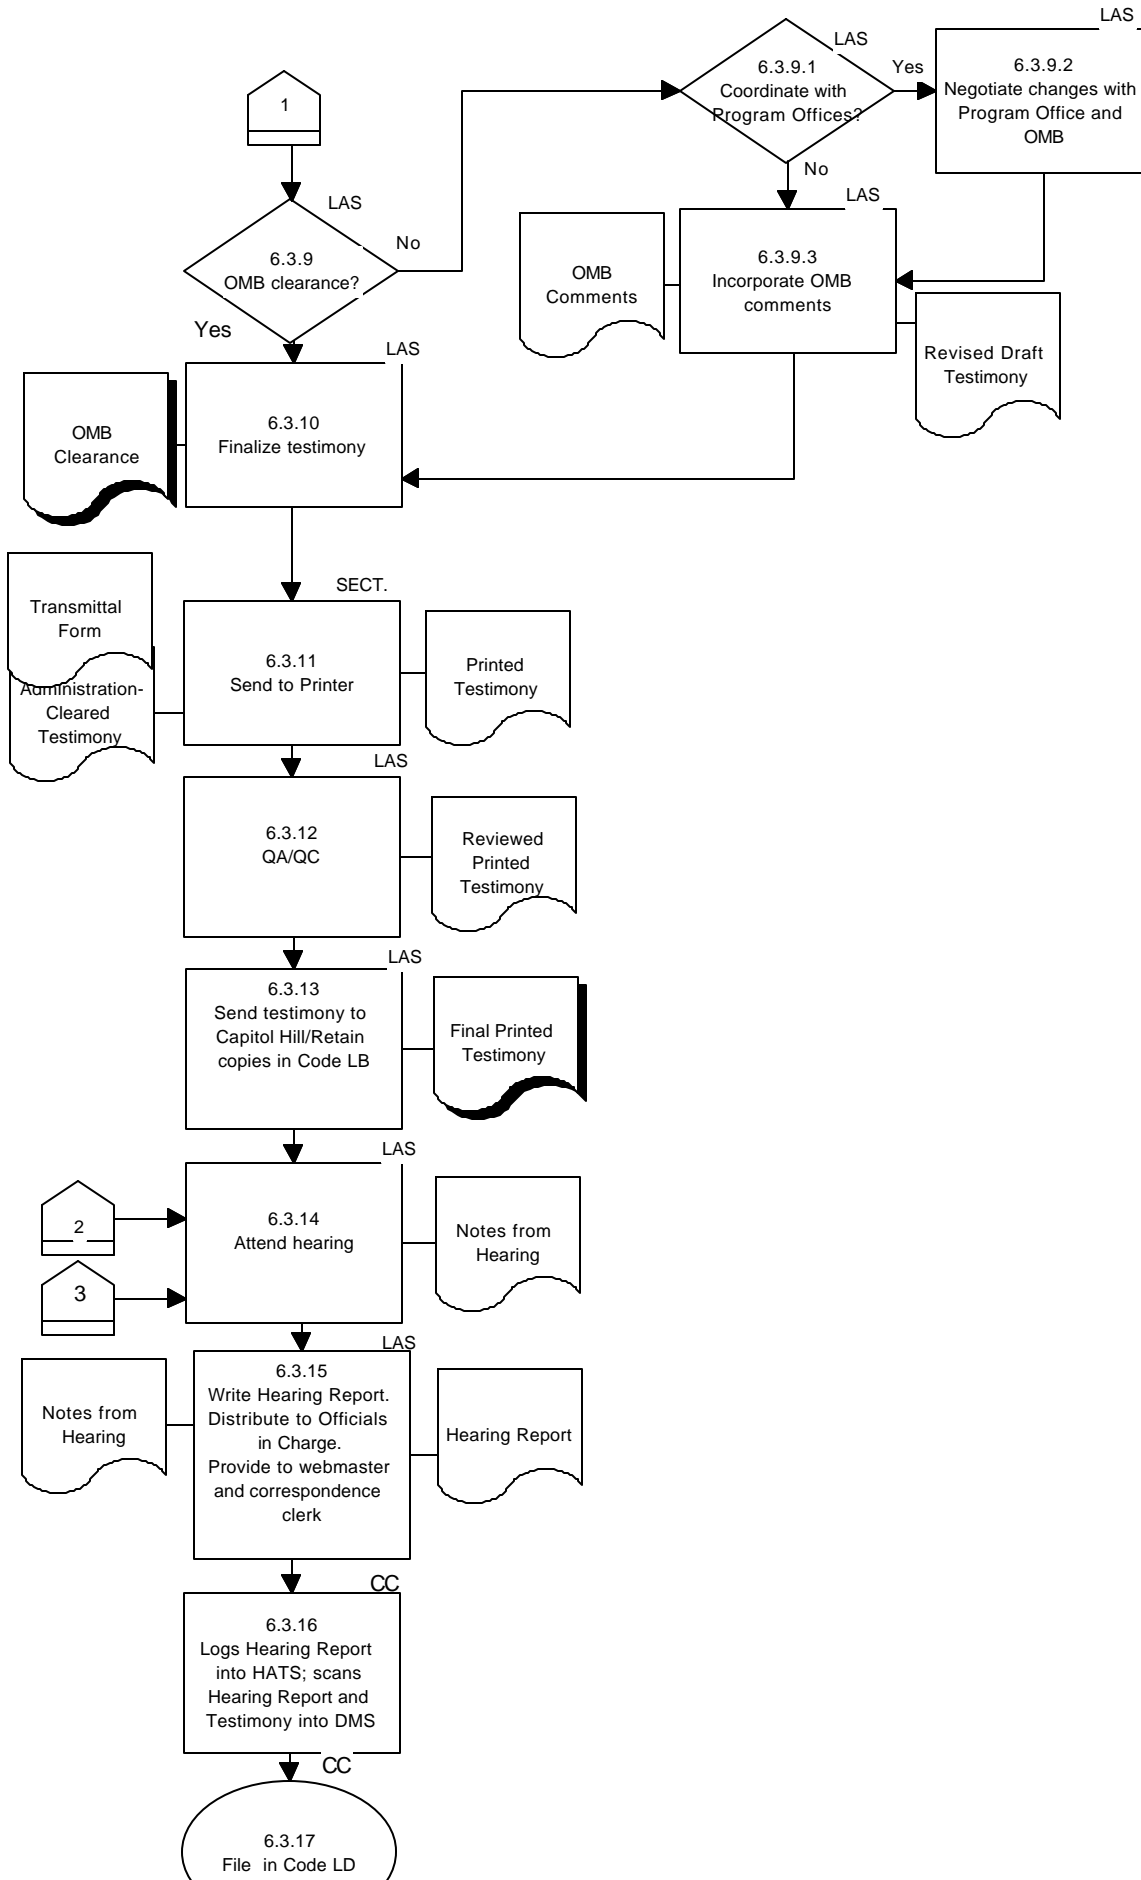 LAS
LAS
6.3.9.1
Coordinate with
Program Offices?
Yes
6.3.9.2
Negotiate changes with
Program Office and
OMB
1
No
LAS
LAS
6.3.9
OMB clearance?
No
OMB
Comments
6.3.9.3
Incorporate OMB
comments
Yes
LAS
Revised Draft
Testimony
OMB
Clearance
6.3.10
Finalize testimony
SECT.
Transmittal
Form
Administration-
Cleared
Testimony
6.3.11
Send to Printer
Printed
Testimony
LAS
6.3.12
QA/QC
Reviewed
Printed
Testimony
LAS
6.3.13
Send testimony to
Capitol Hill/Retain
copies in Code LB
Final Printed
Testimony
LAS
2
6.3.14
Attend hearing
Notes from
Hearing
3
LAS
Notes from
Hearing
6.3.15
Write Hearing Report.
Distribute to Officials
in Charge.
Provide to webmaster
and correspondence
clerk
Hearing Report
CC
6.3.16
Logs Hearing Report
into HATS; scans
Hearing Report and
Testimony into DMS
CC
6.3.17
File in Code LD